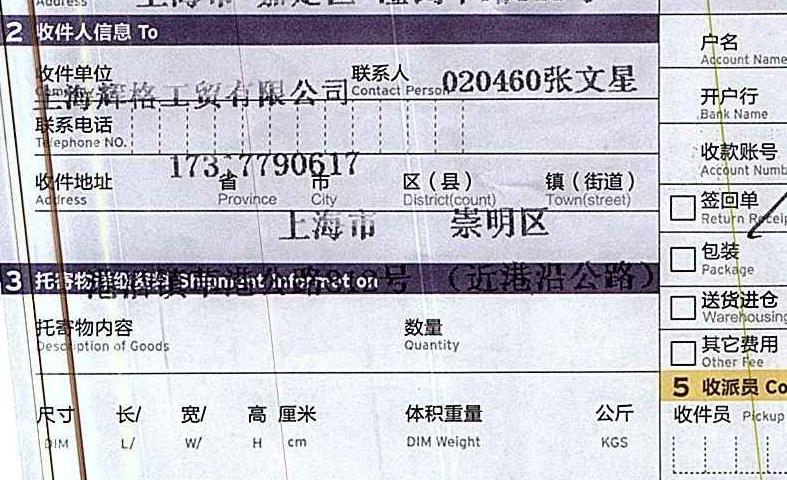 Address
2 收件人信息 To
户名
Account Name
收件单位
上海辉格工贸有限公司
联系人
Contact Person
020460张文星
开户行
Bank Name
联系电话
Telephone NO.
17317790617
收款账号
Account Numb
收件地址
Address
省
Province
市
City
区（县）
District(count)
镇（街道）
Town(street)
签回单
Return Receip
上海市 崇明区
包装
Package
3 托寄物详细资料 Shipment Information
号 （近港沿公路）
托寄物内容
Description of Goods
数量
Quantity
送货进仓
Warehousing
其它费用
Other Fee
5 收派员 Co
尺寸 长/ 宽/ 高 厘米
DIM L/ W/ H cm
体积重量
DIM Weight
公斤
KGS
收件员 Pickup